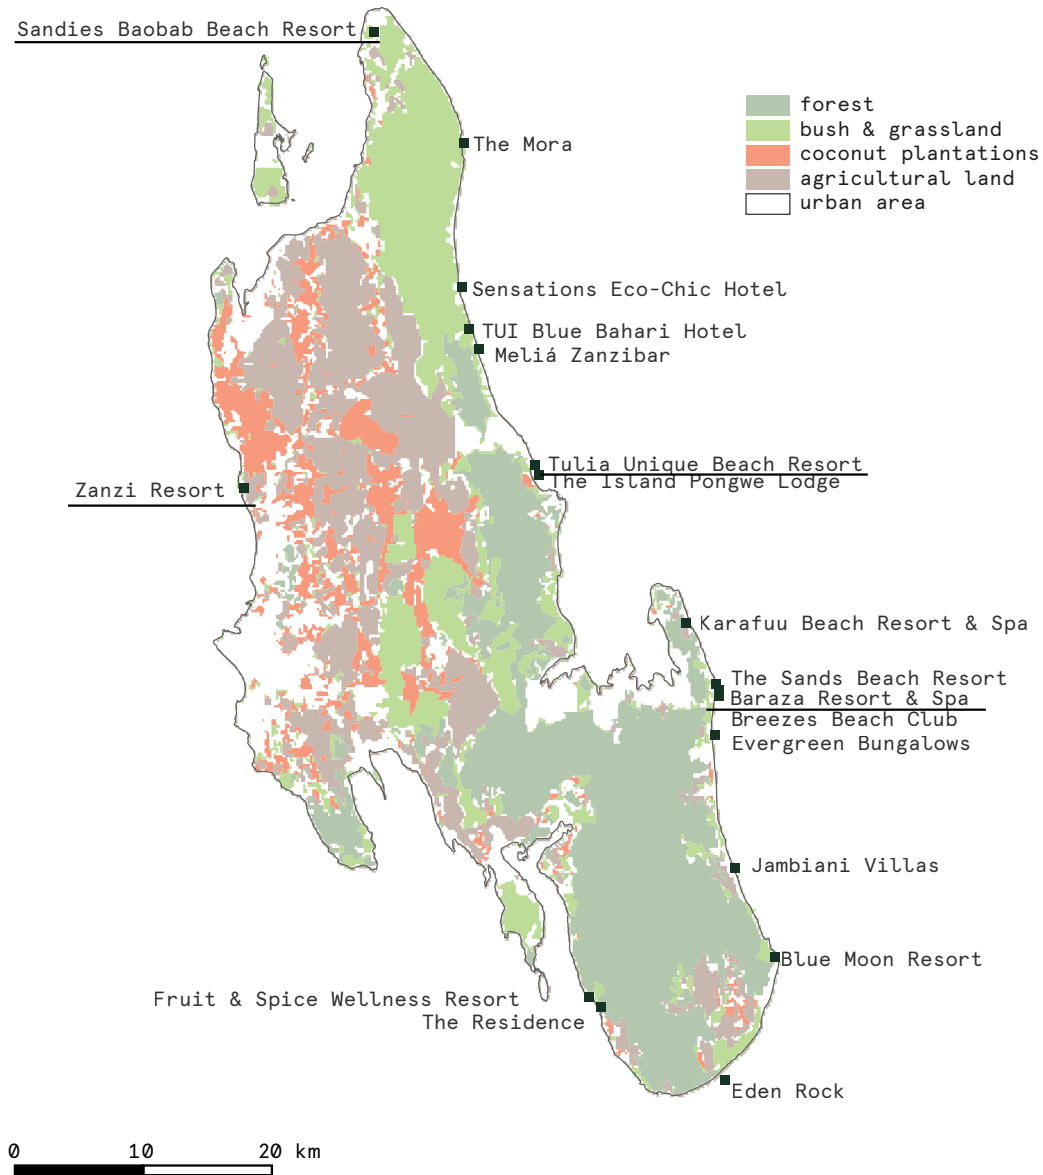 Sandies Baobab Beach Resort
forest
bush & grassland
coconut plantations
agricultural land
urban area
The Mora
Sensations Eco-Chic Hotel
TUI Blue Bahari Hotel
Meliá Zanzibar
Tulia Unique Beach Resort
The Island Pongwe Lodge
Zanzi Resort
Karafuu Beach Resort & Spa
The Sands Beach Resort
Baraza Resort & Spa
Breezes Beach Club
Evergreen Bungalows
Jambiani Villas
Blue Moon Resort
Fruit & Spice Wellness Resort
The Residence
Eden Rock
0 10 20 km